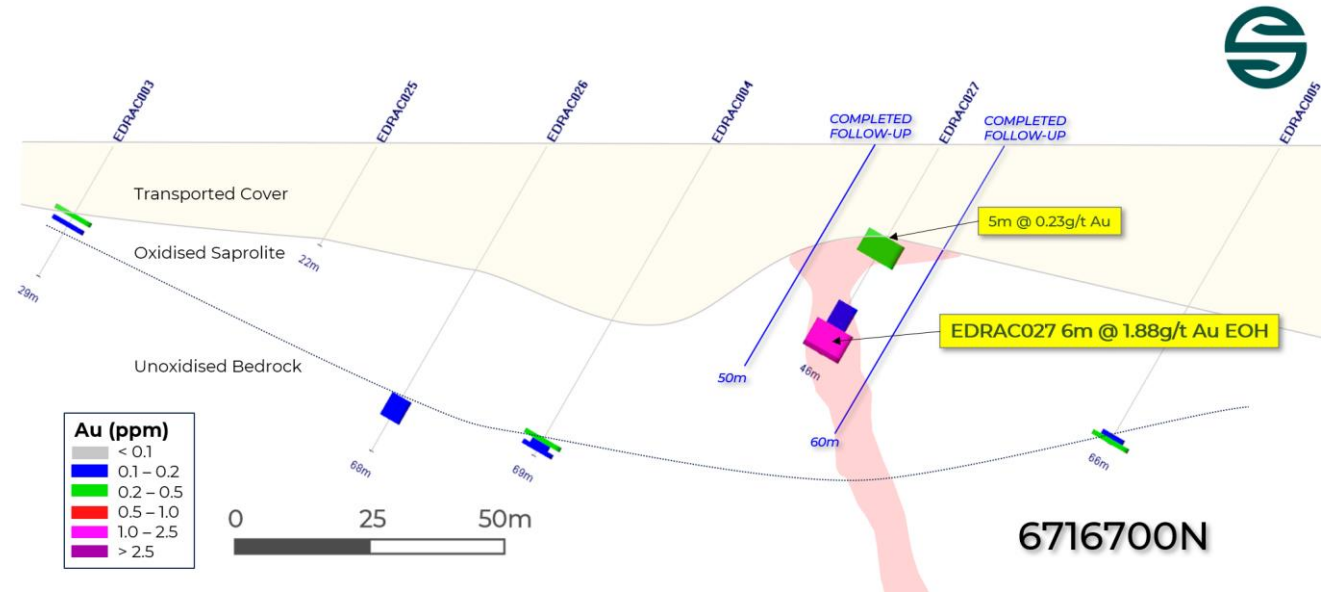 EDRAC003
EDRAC025
EDRAC026
EDRAC004
COMPLETED
FOLLOW-UP
EDRAC027
COMPLETED
FOLLOW-UP
EDRAC005
Transported Cover
5m @ 0.23g/t Au
Oxidised Saprolite
22m
29m
EDRAC027 6m @ 1.88g/t Au EOH
Unoxidised Bedrock
50m
46m
60m
68m
69m
66m
Au (ppm)
< 0.1
0.1 – 0.2
0.2 – 0.5
0.5 – 1.0
1.0 – 2.5
> 2.5
0 25 50m
6716700N